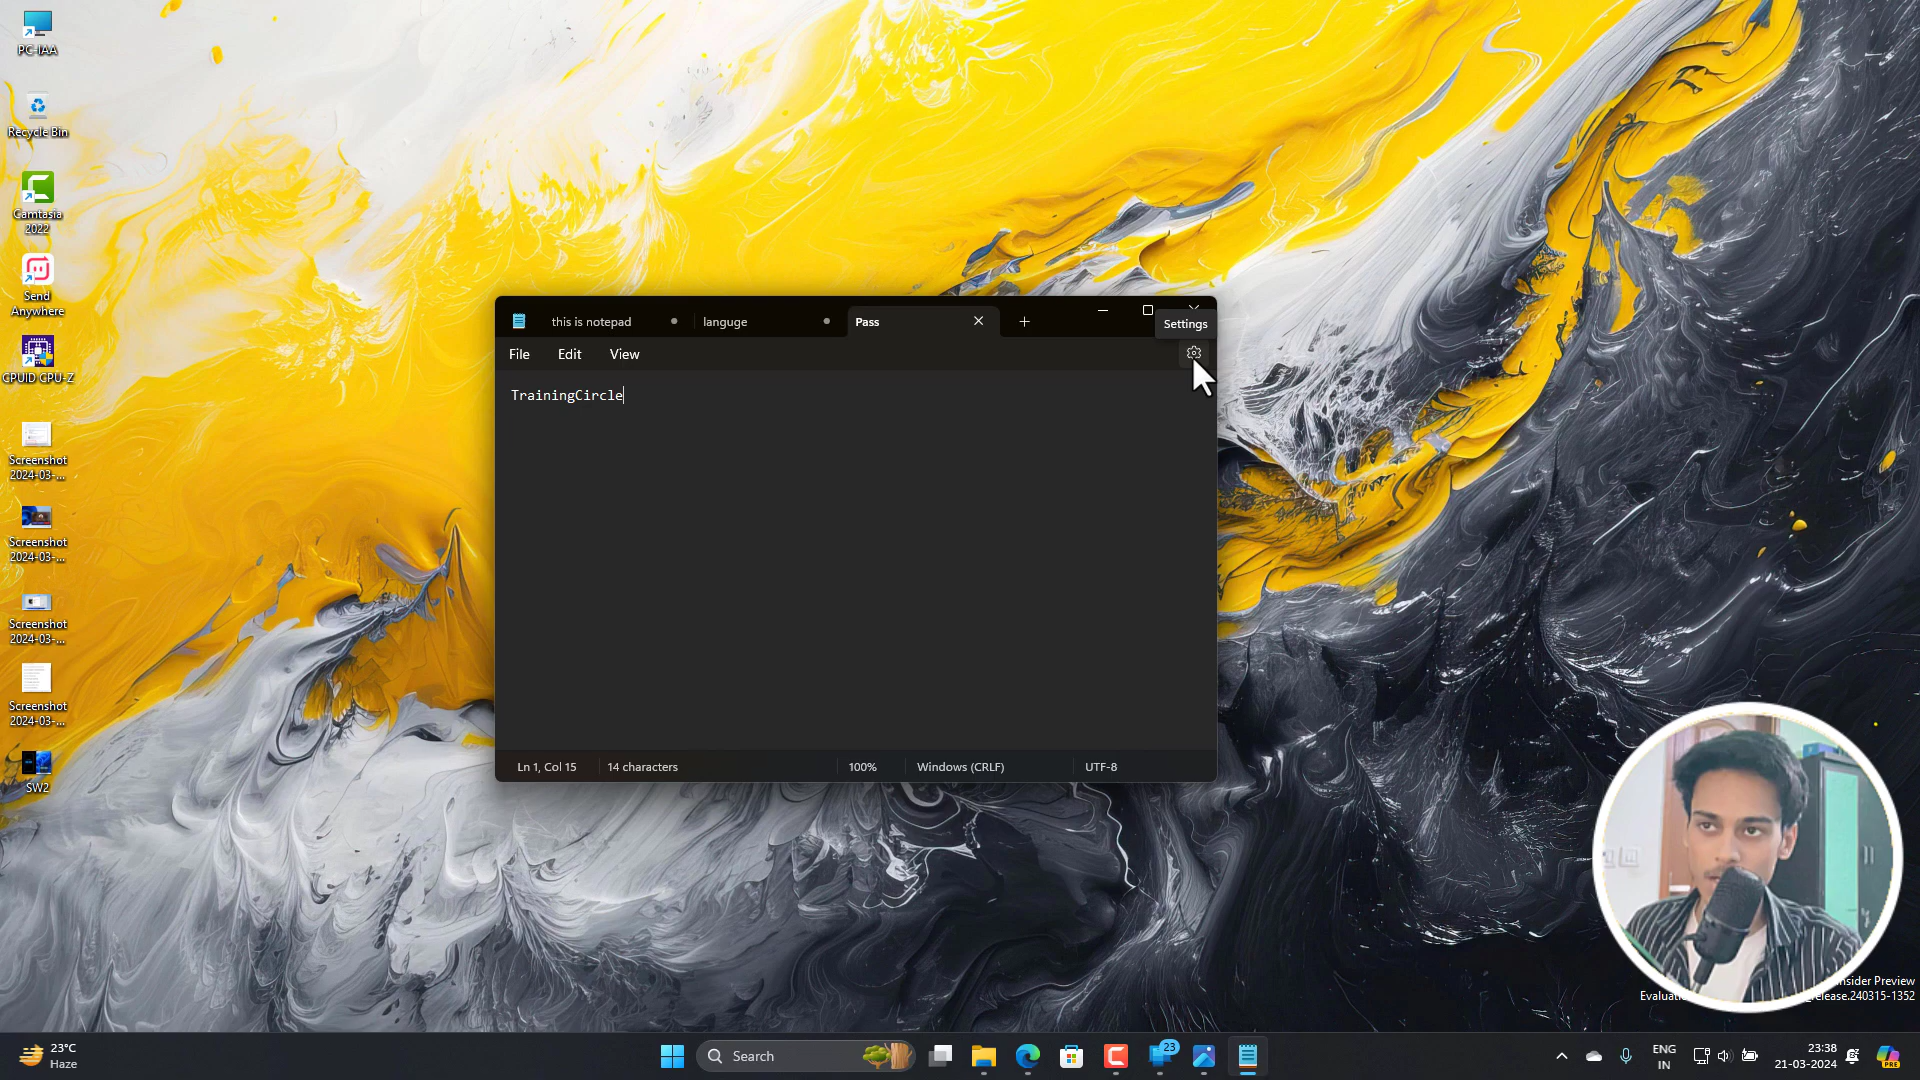 PC-IAA
Recycle Bin
Camtasia
2022
Send
Anywhere
CPUID CPU-Z
Screenshot
2024-03-...
Screenshot
2024-03-...
Screenshot
2024-03-...
Screenshot
2024-03-...
SW2
this is notepad
languge
Pass
Settings
File Edit View
TrainingCircle
Ln 1, Col 15 14 characters 100% Windows (CRLF) UTF-8
nsider Preview
Evaluati
release.240315-1352
23°C
Haze
Search
23
ENG
IN
23:38
21-03-2024
PRE